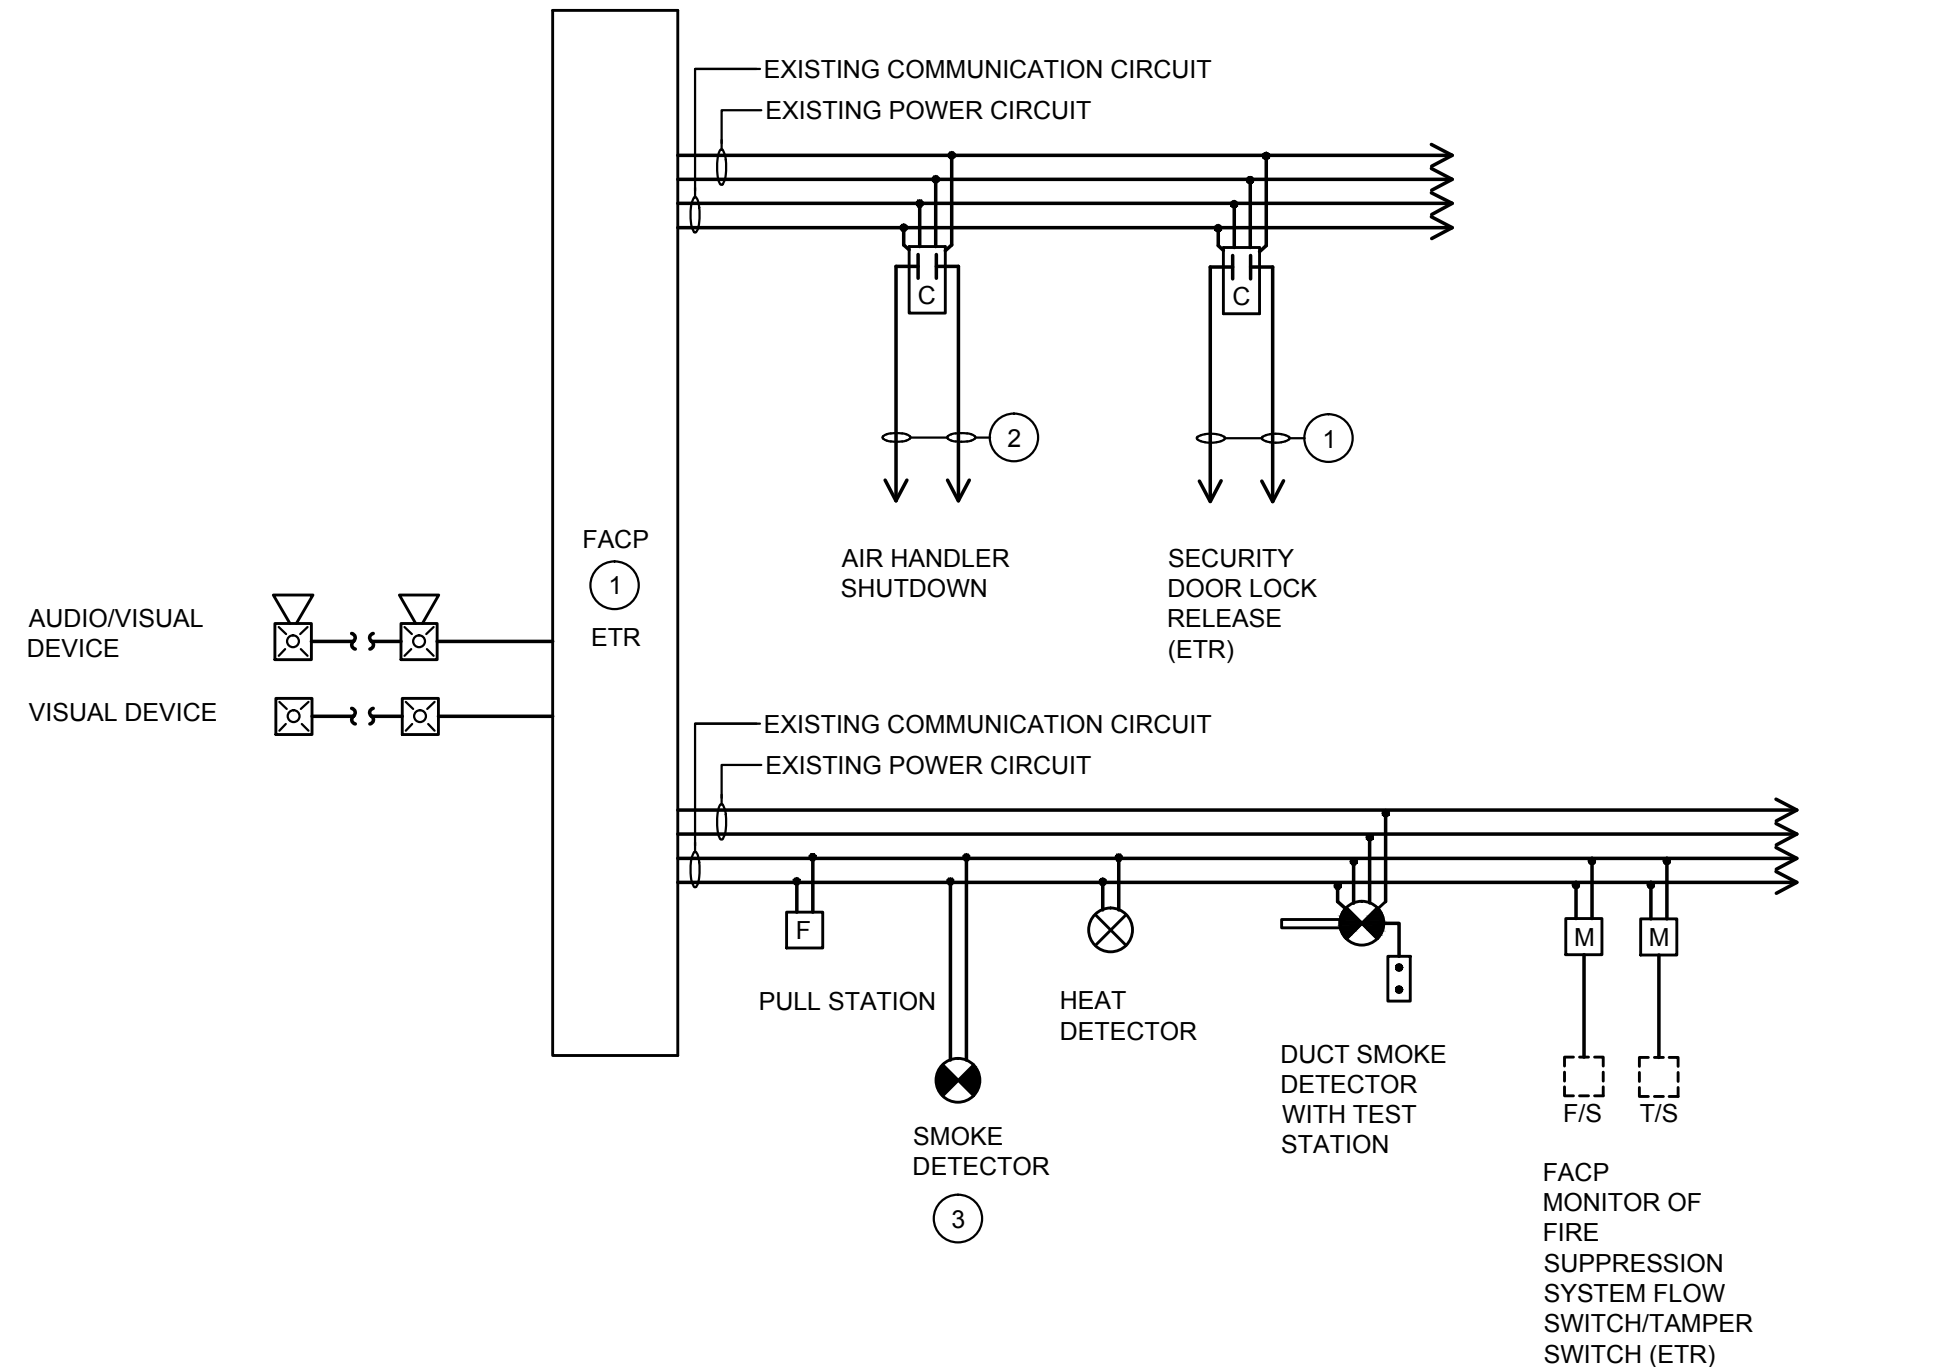 EXISTING COMMUNICATION CIRCUIT
EXISTING POWER CIRCUIT
C
C
2
1
AIR HANDLER
SHUTDOWN
SECURITY
DOOR LOCK
RELEASE
(ETR)
FACP
1
ETR
AUDIO/VISUAL
DEVICE
VISUAL DEVICE
EXISTING COMMUNICATION CIRCUIT
EXISTING POWER CIRCUIT
F
M
M
PULL STATION
HEAT
DETECTOR
DUCT SMOKE
DETECTOR
WITH TEST
STATION
SMOKE
DETECTOR
3
F/S
T/S
FACP
MONITOR OF
FIRE
SUPPRESSION
SYSTEM FLOW
SWITCH/TAMPER
SWITCH (ETR)